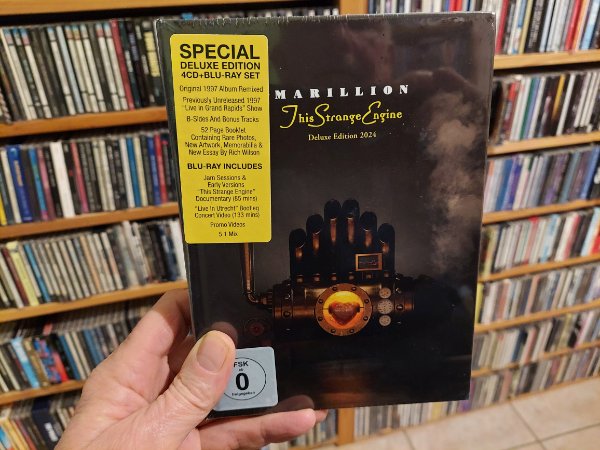 SPECIAL
DELUXE EDITION
4CD+BLU-RAY SET
Original 1997 Album Remixed
Previously Unreleased 1997
"Live in Grand Rapids" Show
B-Sides And Bonus Tracks
52 Page Booklet
Containing Rare Photos,
New Artwork, Memorabilia &
New Essay By Rich Wilson
BLU-RAY INCLUDES
Jam Sessions &
Early Versions
"This Strange Engine"
Documentary (65 mins)
"Live In Utrecht" Bootleg
Concert Video (133 mins)
Promo Videos
5.1 Mix
MARILLION
This Strange Engine
Deluxe Edition 2024
FSK
ab
0
freigegeben